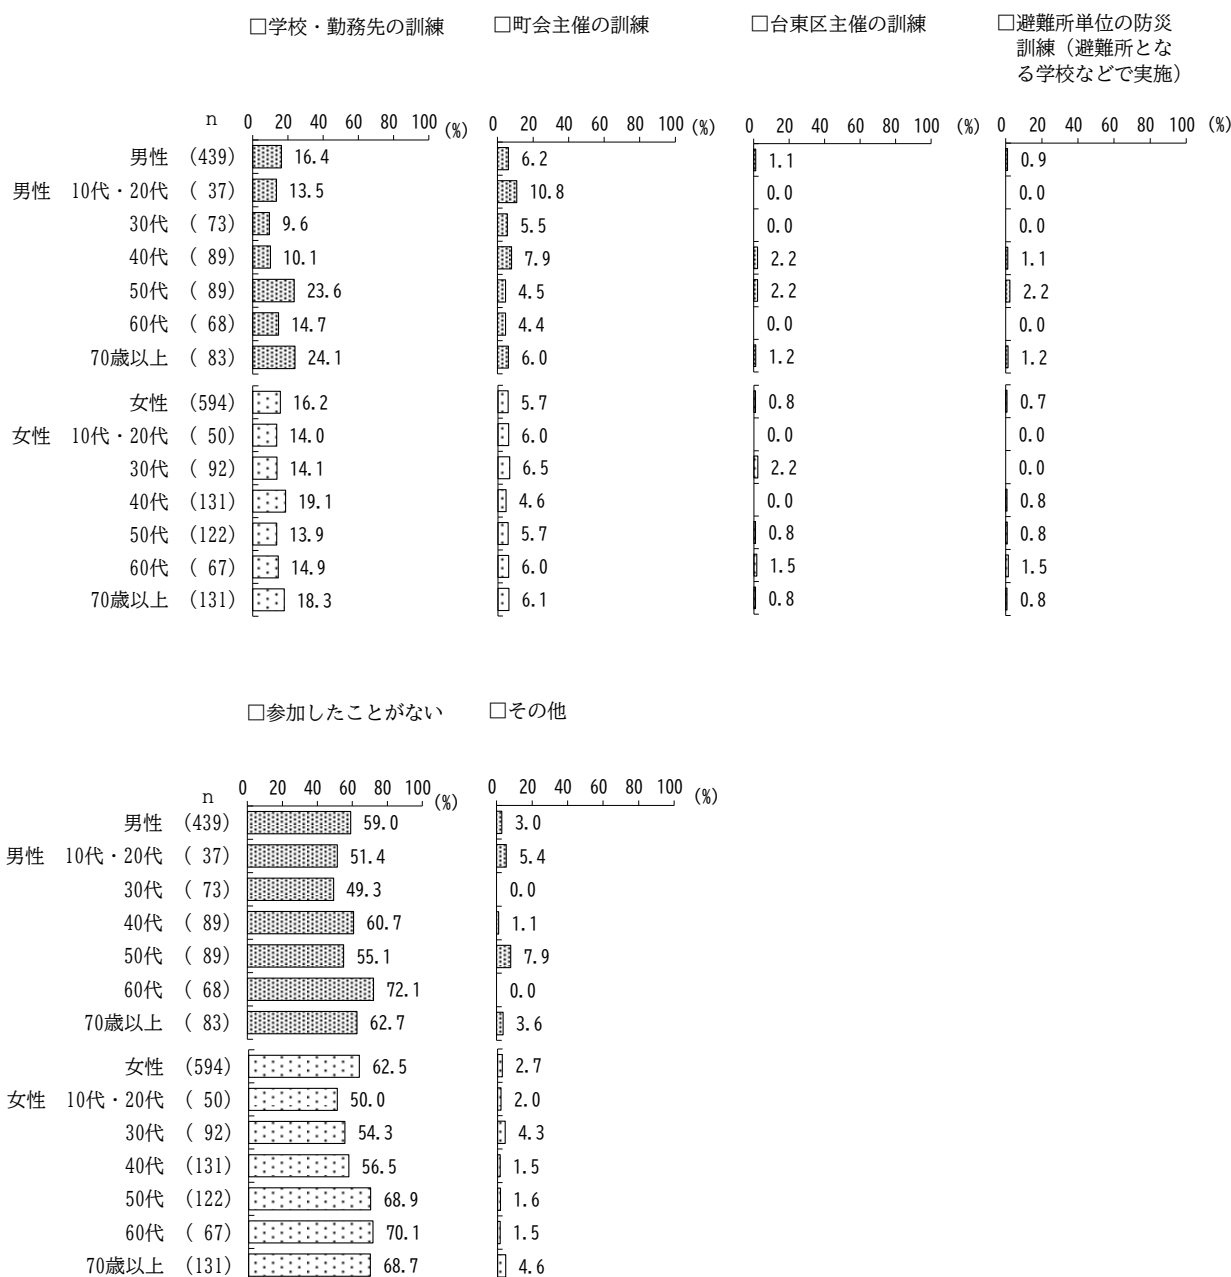 □学校・勤務先の訓練 □町会主催の訓練 □台東区主催の訓練 □避難所単位の防災
訓練（避難所とな
る学校などで実施）
n 0 20 40 60 80 100 (%) 0 20 40 60 80 100 (%) 0 20 40 60 80 100 (%) 0 20 40 60 80 100 (%)
男性 (439) 16.4 6.2 1.1 0.9
男性 10代・20代 ( 37) 13.5 10.8 0.0 0.0
30代 ( 73) 9.6 5.5 0.0 0.0
40代 ( 89) 10.1 7.9 2.2 1.1
50代 ( 89) 23.6 4.5 2.2 2.2
60代 ( 68) 14.7 4.4 0.0 0.0
70歳以上 ( 83) 24.1 6.0 1.2 1.2
女性 (594) 16.2 5.7 0.8 0.7
女性 10代・20代 ( 50) 14.0 6.0 0.0 0.0
30代 ( 92) 14.1 6.5 2.2 0.0
40代 (131) 19.1 4.6 0.0 0.8
50代 (122) 13.9 5.7 0.8 0.8
60代 ( 67) 14.9 6.0 1.5 1.5
70歳以上 (131) 18.3 6.1 0.8 0.8
□参加したことがない □その他
n 0 20 40 60 80 100 (%) 0 20 40 60 80 100 (%)
男性 (439) 59.0 3.0
男性 10代・20代 ( 37) 51.4 5.4
30代 ( 73) 49.3 0.0
40代 ( 89) 60.7 1.1
50代 ( 89) 55.1 7.9
60代 ( 68) 72.1 0.0
70歳以上 ( 83) 62.7 3.6
女性 (594) 62.5 2.7
女性 10代・20代 ( 50) 50.0 2.0
30代 ( 92) 54.3 4.3
40代 (131) 56.5 1.5
50代 (122) 68.9 1.6
60代 ( 67) 70.1 1.5
70歳以上 (131) 68.7 4.6